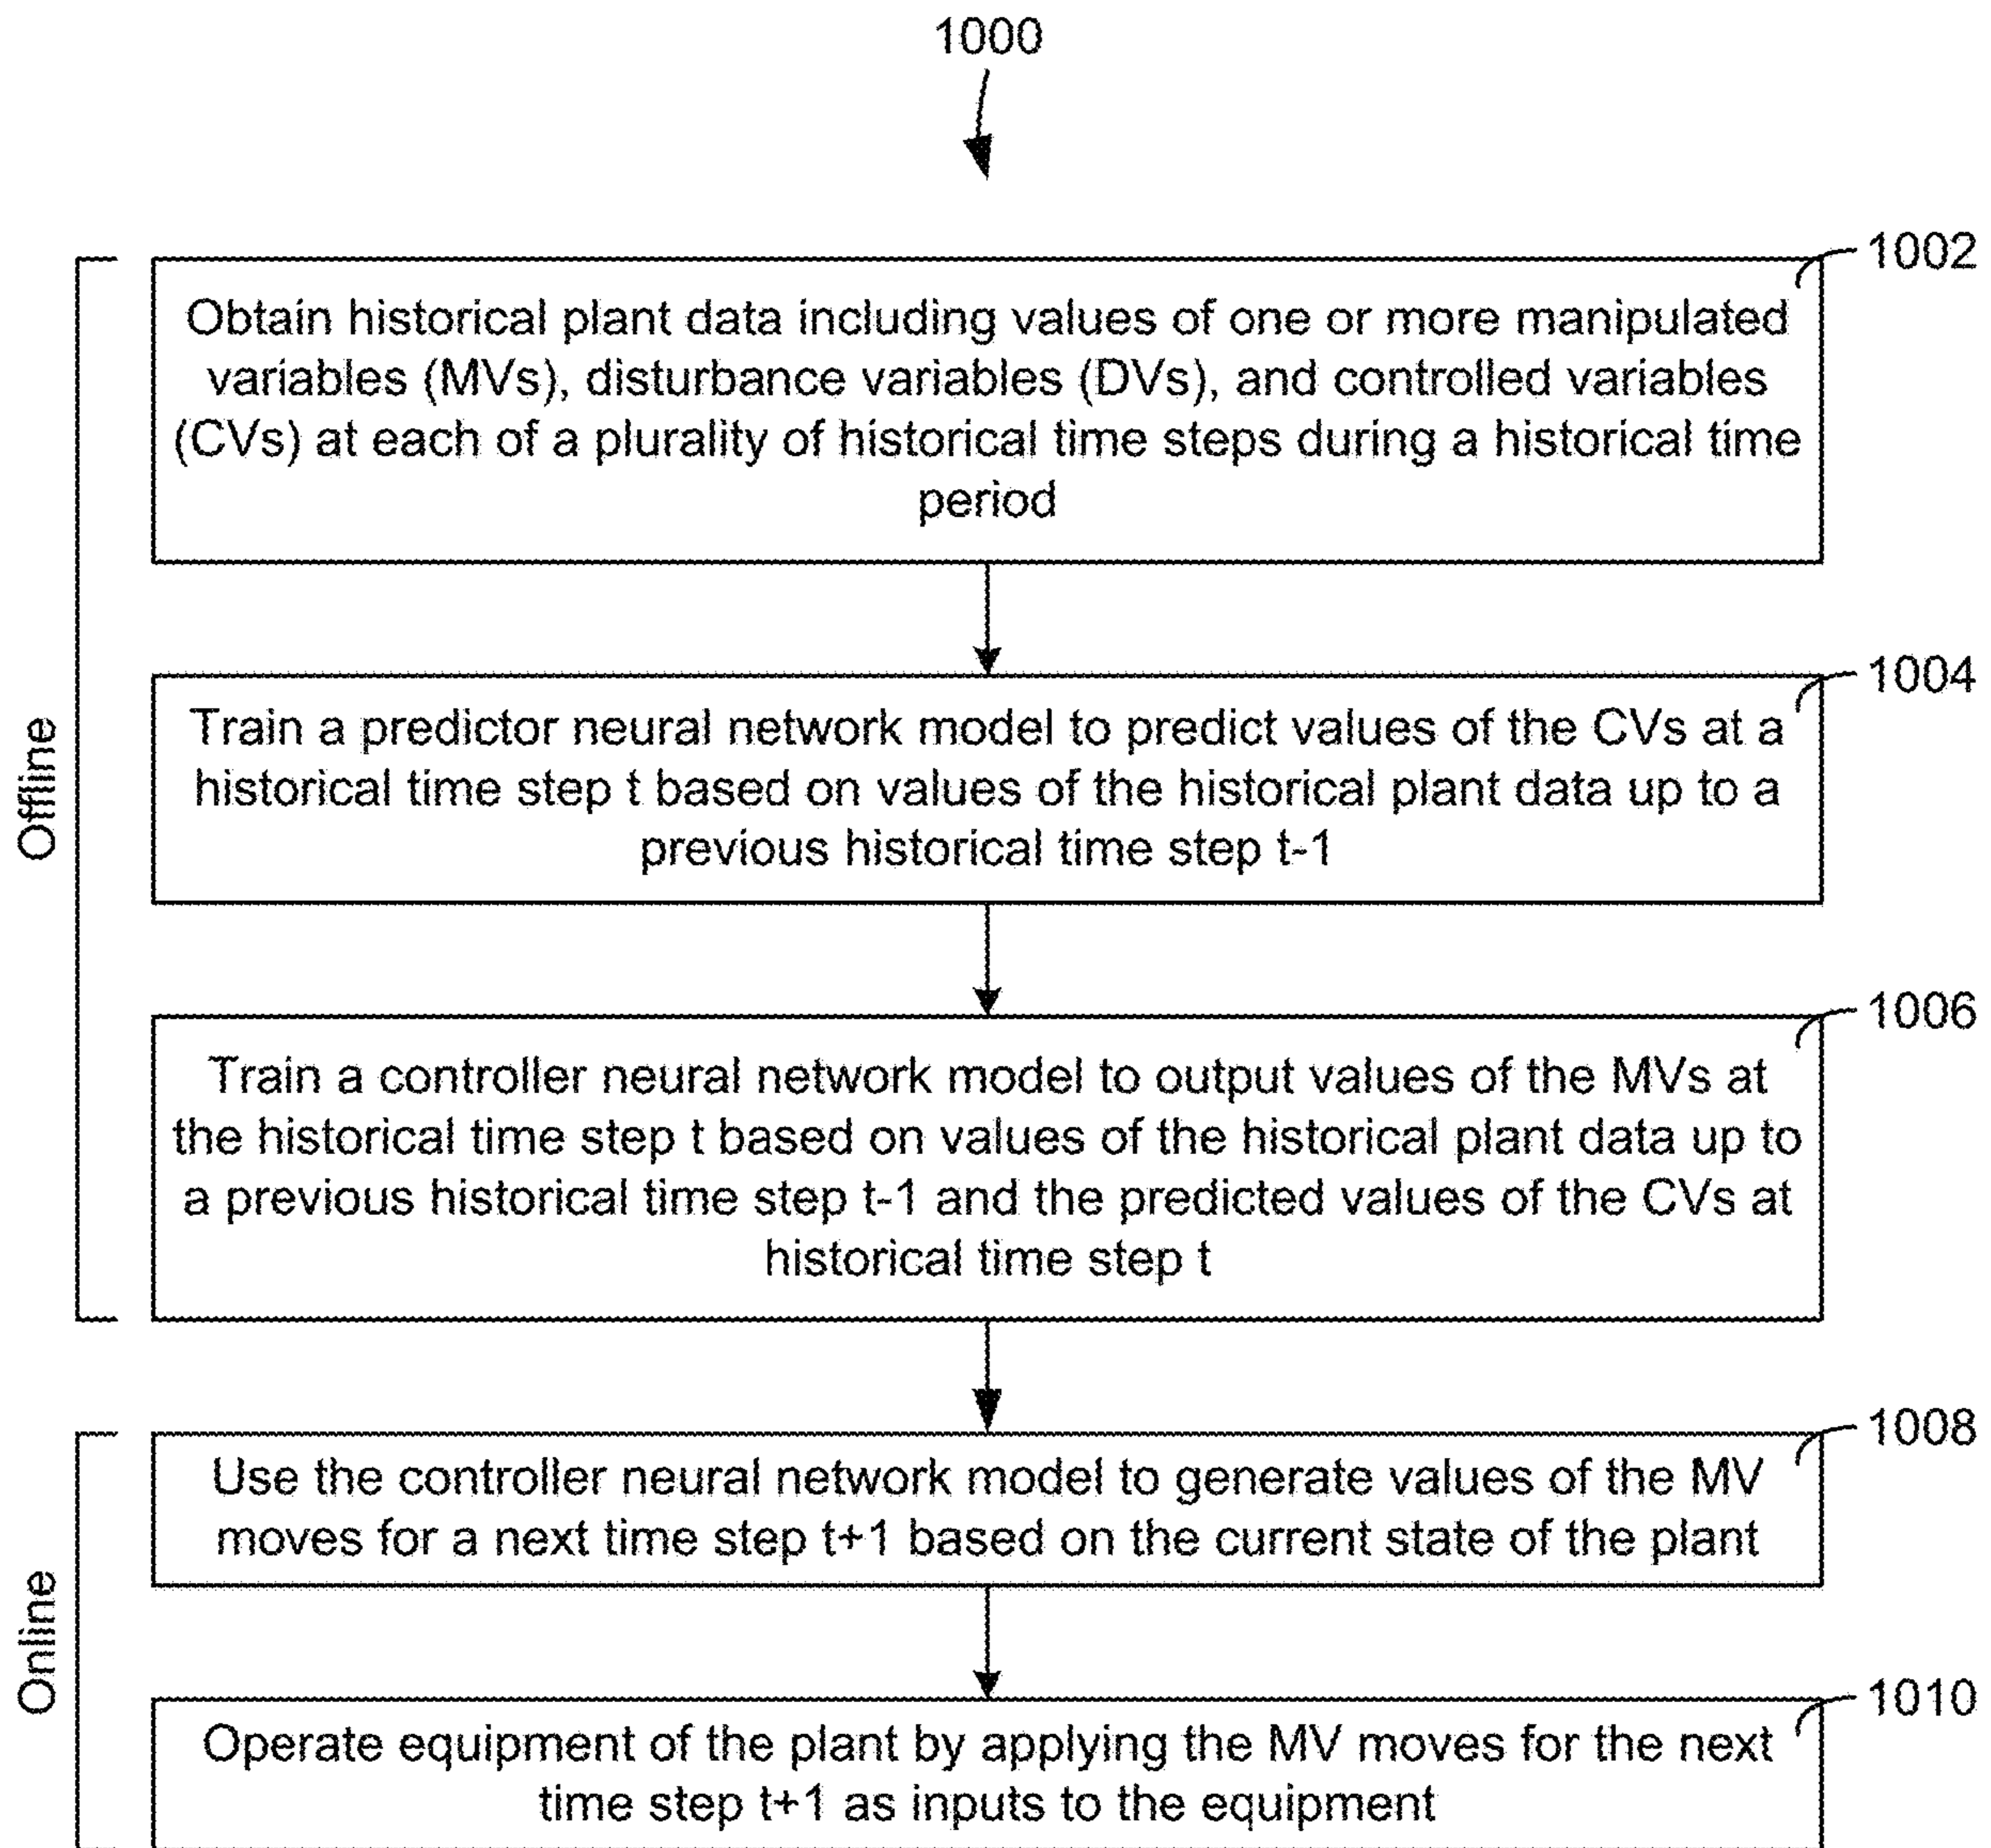 1000
1002
Obtain historical plant data including values of one or more manipulated
variables (MVs), disturbance variables (DVs), and controlled variables
(CVs) at each of a plurality of historical time steps during a historical time
period
1004
Train a predictor neural network model to predict values of the CVs at a
historical time step t based on values of the historical plant data up to a
previous historical time step t-1
Offline
1006
Train a controller neural network model to output values of the MVs at
the historical time step t based on values of the historical plant data up to
a previous historical time step t-1 and the predicted values of the CVs at
historical time step t
1008
Use the controller neural network model to generate values of the MV
moves for a next time step t+1 based on the current state of the plant
Online
1010
Operate equipment of the plant by applying the MV moves for the next
time step t+1 as inputs to the equipment